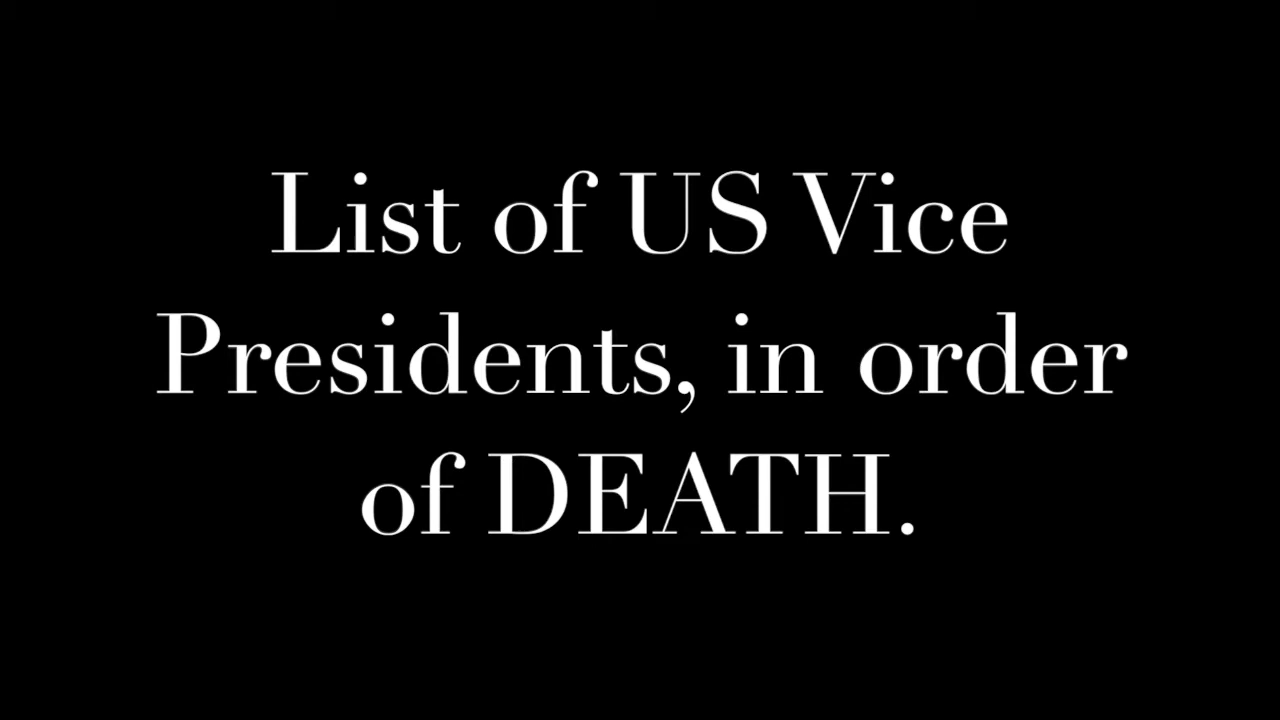 List of US Vice
Presidents, in order
of DEATH.